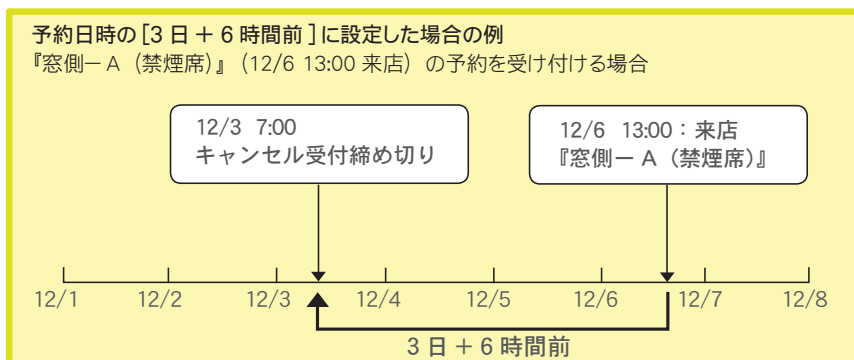 予約日時の[3日+6時間前]に設定した場合の例
『窓側ーA(禁煙席)』(12/6 13:00 来店)の予約を受け付ける場合
12/3 7:00
キャンセル受付締め切り
12/6 13:00:来店
『窓側ーA(禁煙席)』
12/1 12/2 12/3 12/4 12/5 12/6 12/7 12/8
3日+6時間前